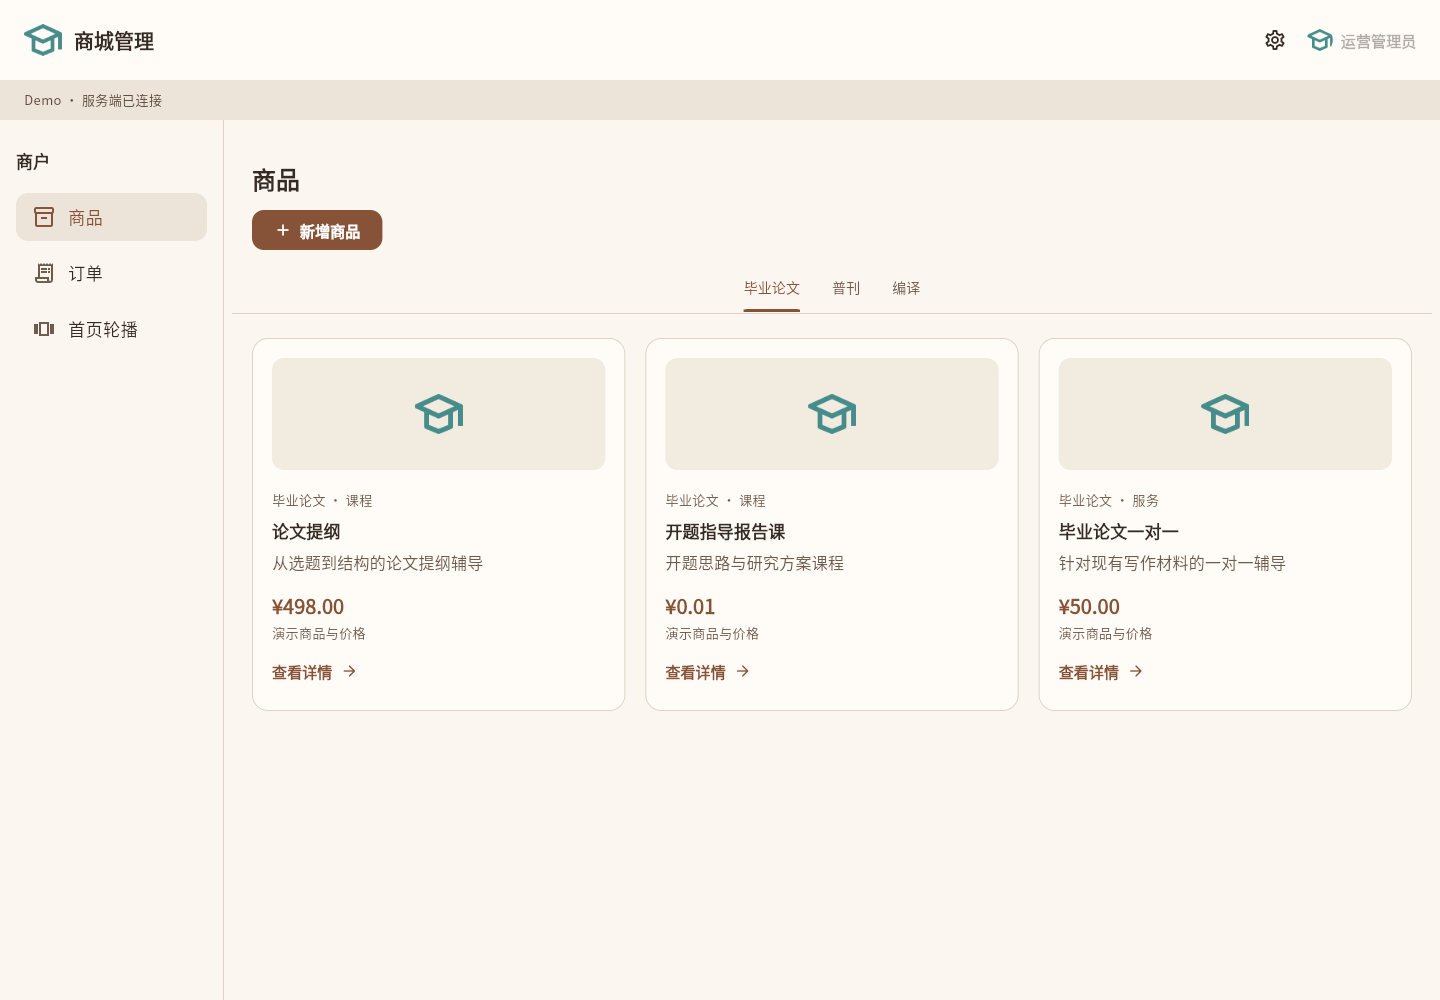 商城管理
运营管理员
Demo · 服务端已连接
商户
商品
订单
首页轮播
商品
新增商品
毕业论文
普刊
编译
毕业论文 · 课程
论文提纲
从选题到结构的论文提纲辅导
¥498.00
演示商品与价格
查看详情
毕业论文 · 课程
开题指导报告课
开题思路与研究方案课程
¥0.01
演示商品与价格
查看详情
毕业论文 · 服务
毕业论文一对一
针对现有写作材料的一对一辅导
¥50.00
演示商品与价格
查看详情